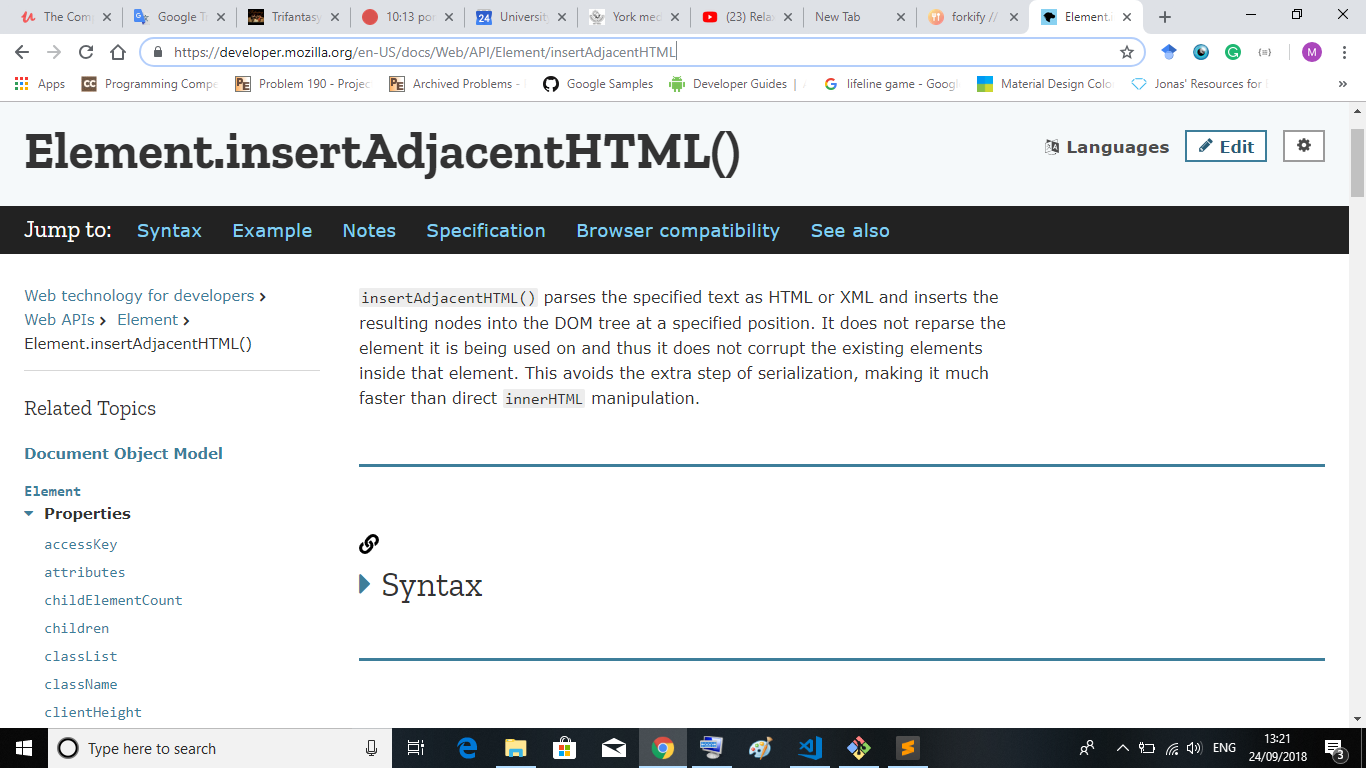 The Com
Google T
Trifantasy
10:13 por
24
Universit
York med
(23) Rela
New Tab
forkify //
Element.
https://developer.mozilla.org/en-US/docs/Web/API/Element/insertAdjacentHTML
M
Apps
CC Programming Compe
PE Problem 190 - Projec
PE Archived Problems -
Google Samples
Developer Guides |
lifeline game - Goog
Material Design Colo
Jonas' Resources for
»
Element.insertAdjacentHTML()
Languages
Edit
Jump to: Syntax Example Notes Specification Browser compatibility See also
Web technology for developers ›
Web APIs › Element ›
Element.insertAdjacentHTML()
Related Topics
Document Object Model
Element
Properties
accessKey
attributes
childElementCount
children
classList
className
clientHeight
insertAdjacentHTML() parses the specified text as HTML or XML and inserts the
resulting nodes into the DOM tree at a specified position. It does not reparse the
element it is being used on and thus it does not corrupt the existing elements
inside that element. This avoids the extra step of serialization, making it much
faster than direct innerHTML manipulation.
Syntax
Type here to search
ENG
13:21
24/09/2018
3